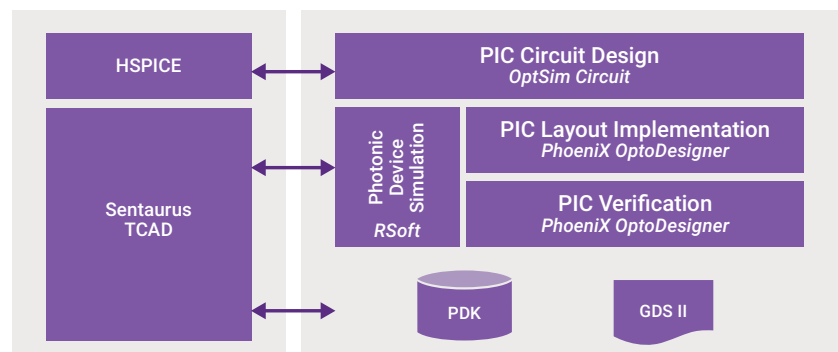 HSPICE
Sentaurus
TCAD
PIC Circuit Design
OptSim Circuit
Photonic
Device
Simulation
RSoft
PIC Layout Implementation
PhoeniX OptoDesigner
PIC Verification
PhoeniX OptoDesigner
PDK
GDS II